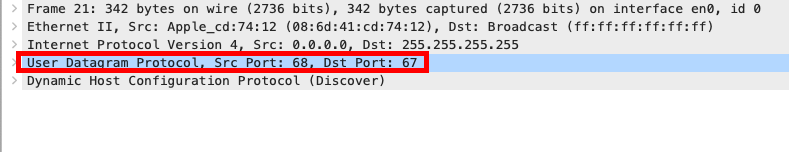 Frame 21: 342 bytes on wire (2736 bits), 342 bytes captured (2736 bits) on interface en0, id 0
Ethernet II, Src: Apple_cd:74:12 (08:6d:41:cd:74:12), Dst: Broadcast (ff:ff:ff:ff:ff:ff)
Internet Protocol Version 4, Src: 0.0.0.0, Dst: 255.255.255.255
User Datagram Protocol, Src Port: 68, Dst Port: 67
Dynamic Host Configuration Protocol (Discover)